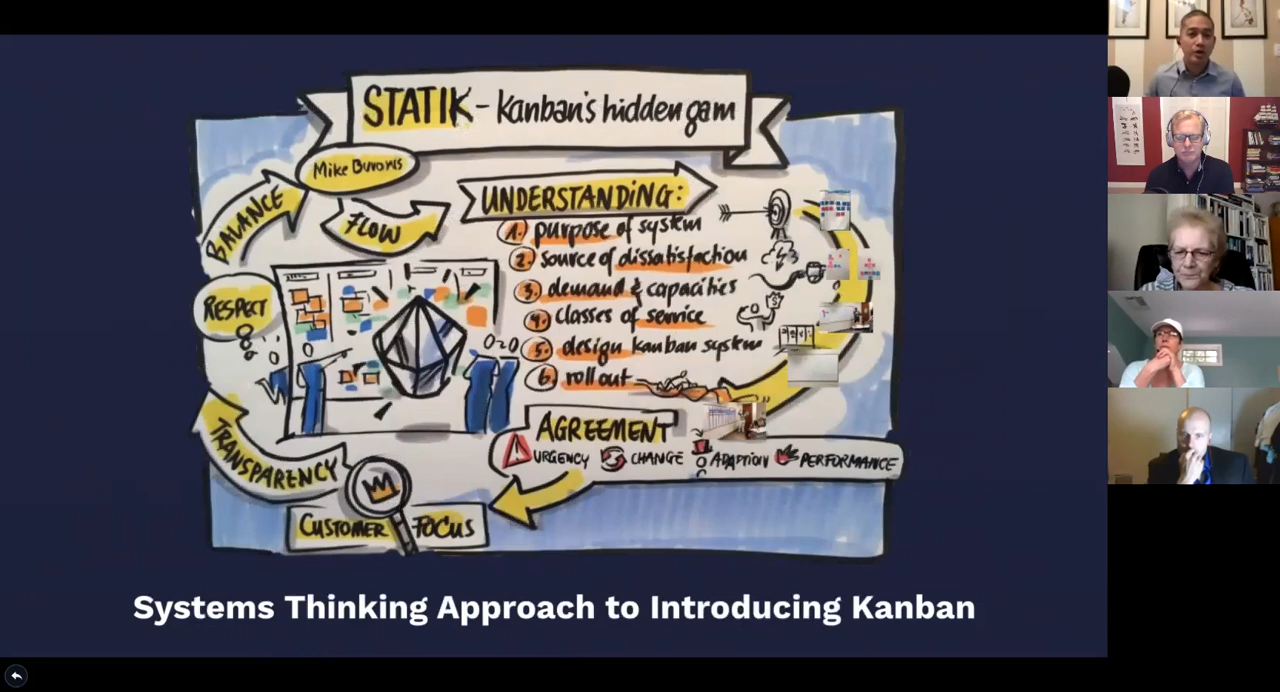 STATIK - Kanban's hidden gam
Mike Burrows
BALANCE
FLOW
UNDERSTANDING:
1. purpose of system
2. source of dissatisfaction
3. demand & capacities
4. classes of service
5. design kanban system
6. roll out
RESPECT
AGREEMENT
URGENCY CHANGE ADAPTION PERFORMANCE
TRANSPARENCY
CUSTOMER FOCUS
Systems Thinking Approach to Introducing Kanban